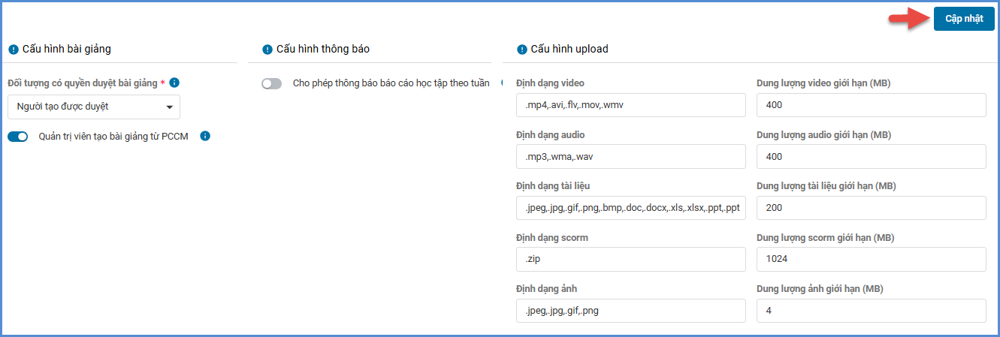 Cập nhật
Cấu hình bài giảng
Đối tượng có quyền duyệt bài giảng *
Người tạo được duyệt
Quản trị viên tạo bài giảng từ PCCM
Cấu hình thông báo
Cho phép thông báo báo cáo học tập theo tuần
Cấu hình upload
Định dạng video
Dung lượng video giới hạn (MB)
.mp4,.avi,.flv,.mov,.wmv
400
Định dạng audio
Dung lượng audio giới hạn (MB)
.mp3,.wma,.wav
400
Định dạng tài liệu
Dung lượng tài liệu giới hạn (MB)
.jpeg,.jpg,.gif,.png,.bmp,.doc,.docx,.xls,.xlsx,.ppt,.ppt
200
Định dạng scorm
Dung lượng scorm giới hạn (MB)
.zip
1024
Định dạng ảnh
Dung lượng ảnh giới hạn (MB)
.jpeg,.jpg,.gif,.png
4